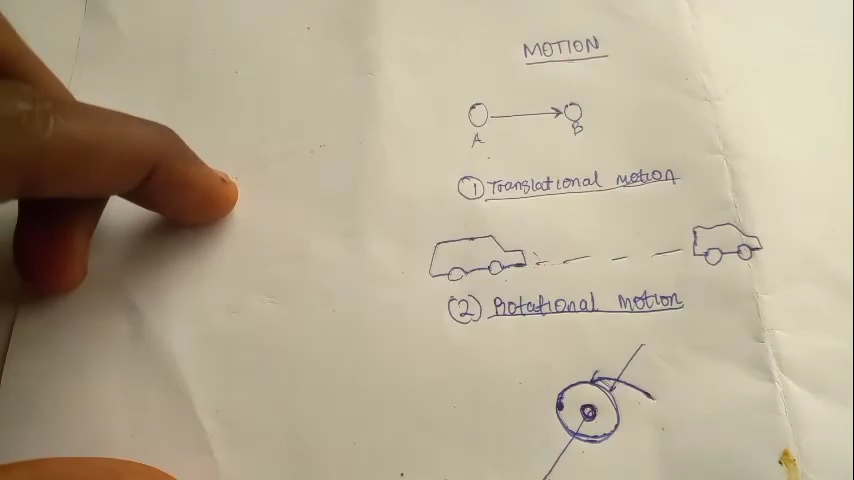 MOTION
A
B
1 Translational motion
(2) Rotational motion